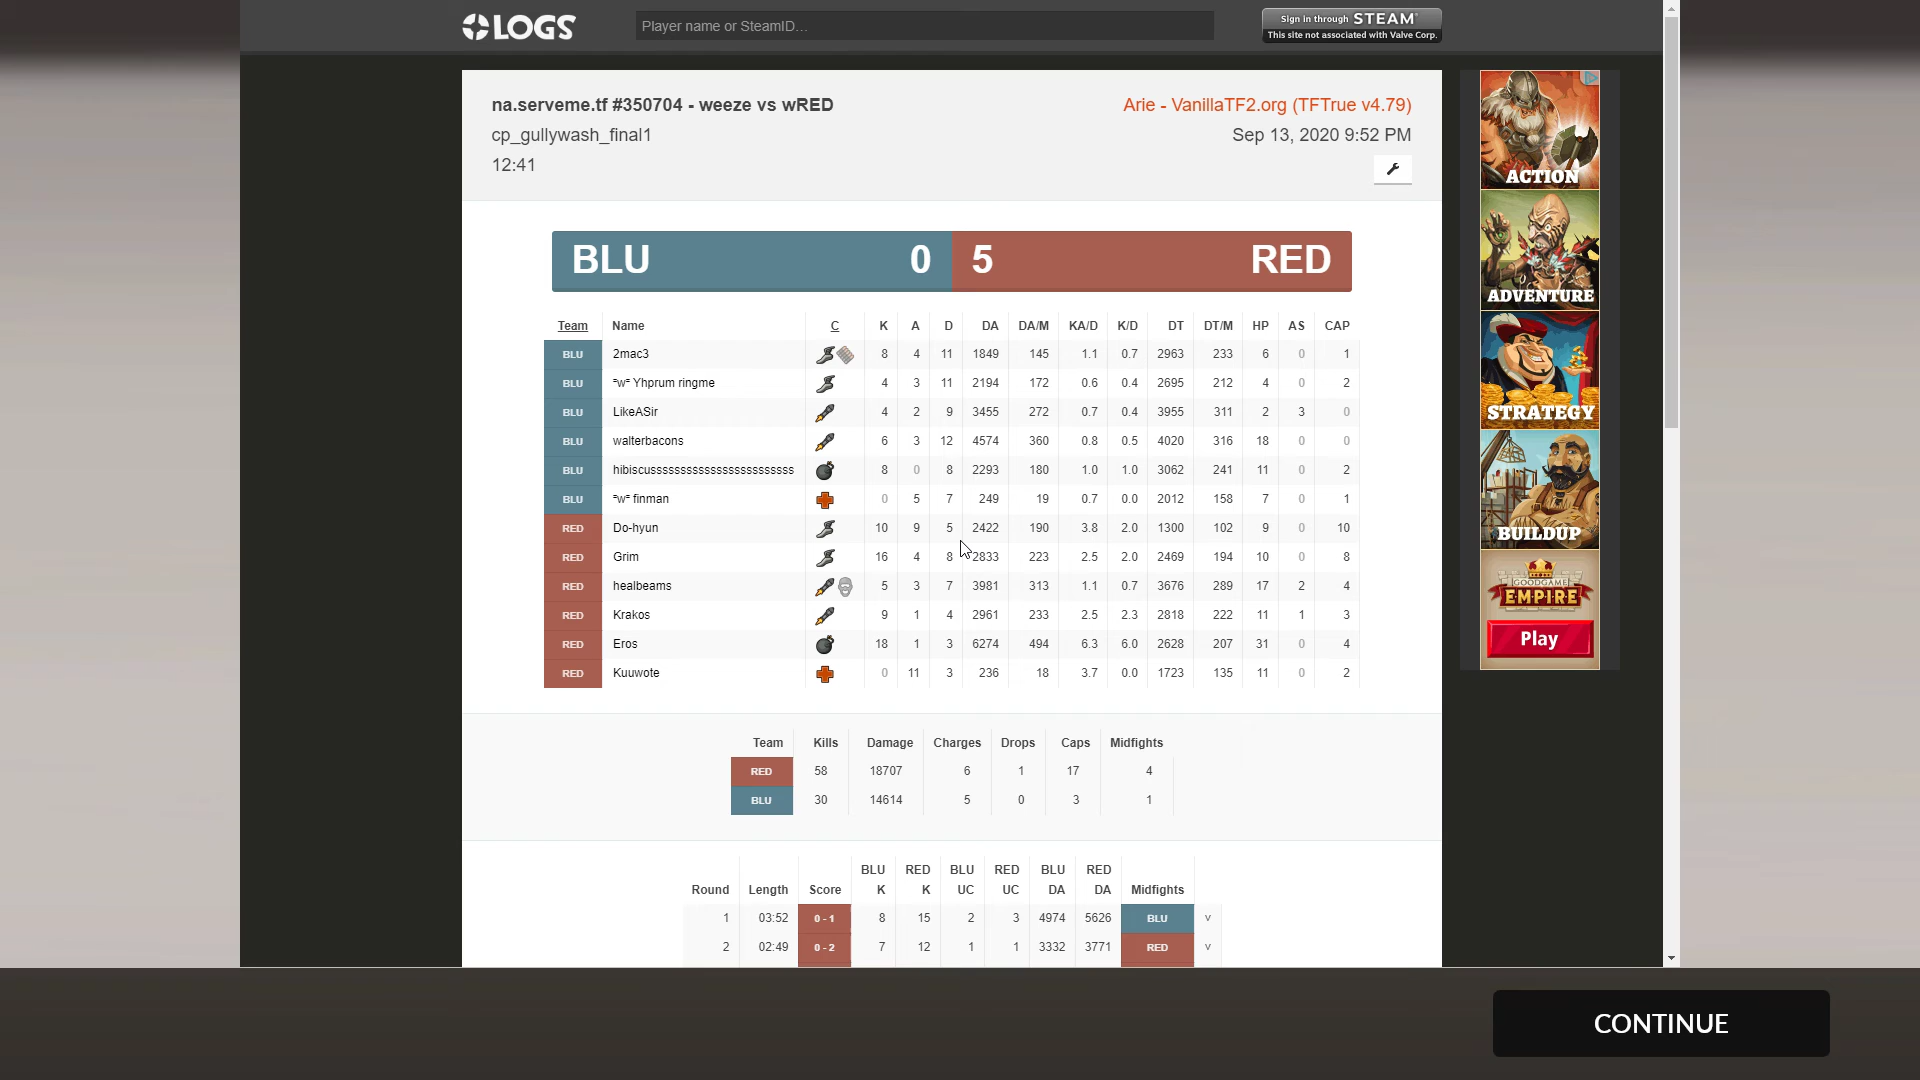 LOGS
Player name or SteamID...
Sign in through STEAM
This site not associated with Valve Corp.
na.serveme.tf #350704 - weeze vs wRED
Arie - VanillaTF2.org (TFTrue v4.79)
cp_gullywash_final1
Sep 13, 2020 9:52 PM
12:41
BLU 0 5 RED
Team Name C K A D DA DA/M KA/D K/D DT DT/M HP AS CAP
BLU 2mac3 8 4 11 1849 145 1.1 0.7 2963 233 6 0 1
BLU ⁼w⁼ Yhprum ringme 4 3 11 2194 172 0.6 0.4 2695 212 4 0 2
BLU LikeASir 4 2 9 3455 272 0.7 0.4 3955 311 2 3 0
BLU walterbacons 6 3 12 4574 360 0.8 0.5 4020 316 18 0 0
BLU hibiscusssssssssssssssssssssssss 8 0 8 2293 180 1.0 1.0 3062 241 11 0 2
BLU ⁼w⁼ finman 0 5 7 249 19 0.7 0.0 2012 158 7 0 1
RED Do-hyun 10 9 5 2422 190 3.8 2.0 1300 102 9 0 10
RED Grim 16 4 8 2833 223 2.5 2.0 2469 194 10 0 8
RED healbeams 5 3 7 3981 313 1.1 0.7 3676 289 17 2 4
RED Krakos 9 1 4 2961 233 2.5 2.3 2818 222 11 1 3
RED Eros 18 1 3 6274 494 6.3 6.0 2628 207 31 0 4
RED Kuuwote 0 11 3 236 18 3.7 0.0 1723 135 11 0 2
Team Kills Damage Charges Drops Caps Midfights
RED 58 18707 6 1 17 4
BLU 30 14614 5 0 3 1
BLU RED BLU RED BLU RED
Round Length Score K K UC UC DA DA Midfights
1 03:52 0 - 1 8 15 2 3 4974 5626 BLU v
2 02:49 0 - 2 7 12 1 1 3332 3771 RED v
ACTION
ADVENTURE
STRATEGY
BUILDUP
GOODGAME
EMPIRE
Play
CONTINUE